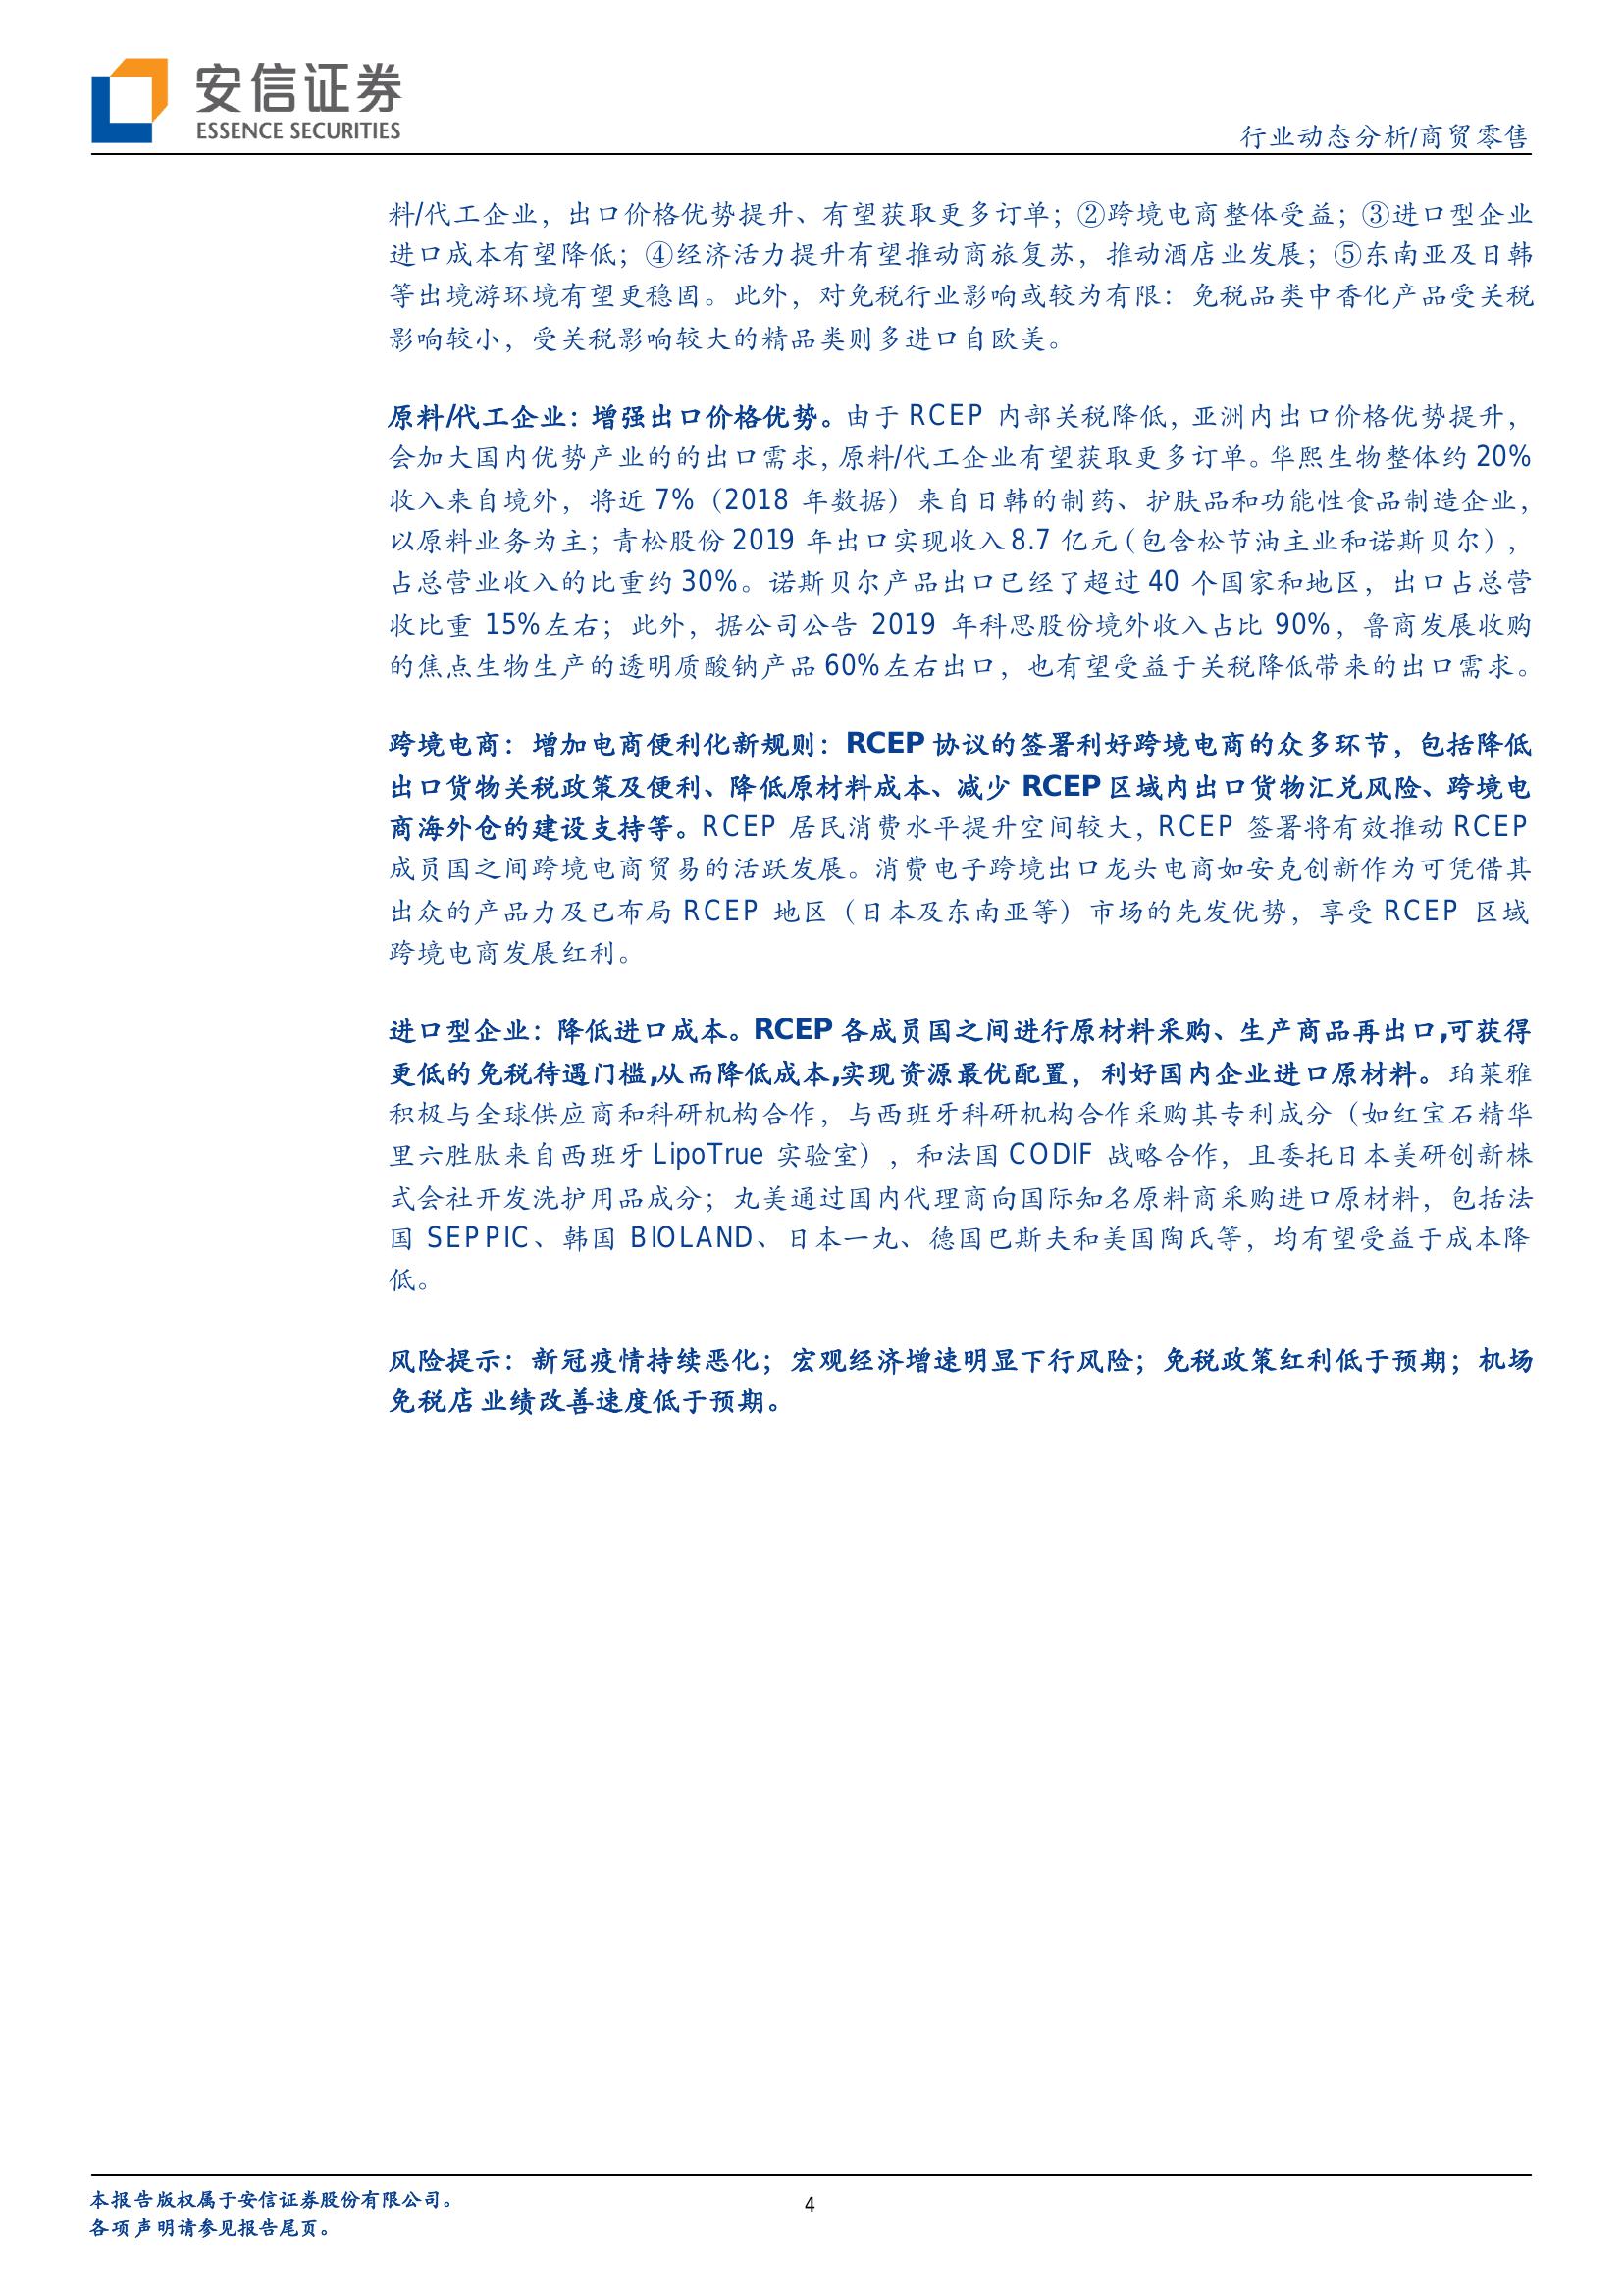 安信证券
ESSENCE SECURITIES
行业动态分析/商贸零售
料/代工企业，出口价格优势提升、有望获取更多订单；②跨境电商整体受益；③进口型企业
进口成本有望降低；④经济活力提升有望推动商旅复苏，推动酒店业发展；⑤东南亚及日韩
等出境游环境有望更稳固。此外，对免税行业影响或较为有限：免税品类中香化产品受关税
影响较小，受关税影响较大的精品类则多进口自欧美。
原料/代工企业：增强出口价格优势。由于 RCEP 内部关税降低，亚洲内出口价格优势提升，
会加大国内优势产业的的出口需求，原料/代工企业有望获取更多订单。华熙生物整体约 20%
收入来自境外，将近 7%（2018 年数据）来自日韩的制药、护肤品和功能性食品制造企业，
以原料业务为主；青松股份 2019 年出口实现收入 8.7 亿元（包含松节油主业和诺斯贝尔），
占总营业收入的比重约 30%。诺斯贝尔产品出口已经了超过 40 个国家和地区，出口占总营
收比重 15%左右；此外，据公司公告 2019 年科思股份境外收入占比 90%，鲁商发展收购
的焦点生物生产的透明质酸钠产品 60%左右出口，也有望受益于关税降低带来的出口需求。
跨境电商：增加电商便利化新规则：RCEP 协议的签署利好跨境电商的众多环节，包括降低
出口货物关税政策及便利、降低原材料成本、减少 RCEP 区域内出口货物汇兑风险、跨境电
商海外仓的建设支持等。RCEP 居民消费水平提升空间较大，RCEP 签署将有效推动 RCEP
成员国之间跨境电商贸易的活跃发展。消费电子跨境出口龙头电商如安克创新作为可凭借其
出众的产品力及已布局 RCEP 地区（日本及东南亚等）市场的先发优势，享受 RCEP 区域
跨境电商发展红利。
进口型企业：降低进口成本。RCEP 各成员国之间进行原材料采购、生产商品再出口,可获得
更低的免税待遇门槛,从而降低成本,实现资源最优配置，利好国内企业进口原材料。珀莱雅
积极与全球供应商和科研机构合作，与西班牙科研机构合作采购其专利成分（如红宝石精华
里六胜肽来自西班牙 LipoTrue 实验室），和法国 CODIF 战略合作，且委托日本美研创新株
式会社开发洗护用品成分；丸美通过国内代理商向国际知名原料商采购进口原材料，包括法
国 SEPPIC、韩国 BIOLAND、日本一丸、德国巴斯夫和美国陶氏等，均有望受益于成本降
低。
风险提示：新冠疫情持续恶化；宏观经济增速明显下行风险；免税政策红利低于预期；机场
免税店业绩改善速度低于预期。
本报告版权属于安信证券股份有限公司。
各项声明请参见报告尾页。
4